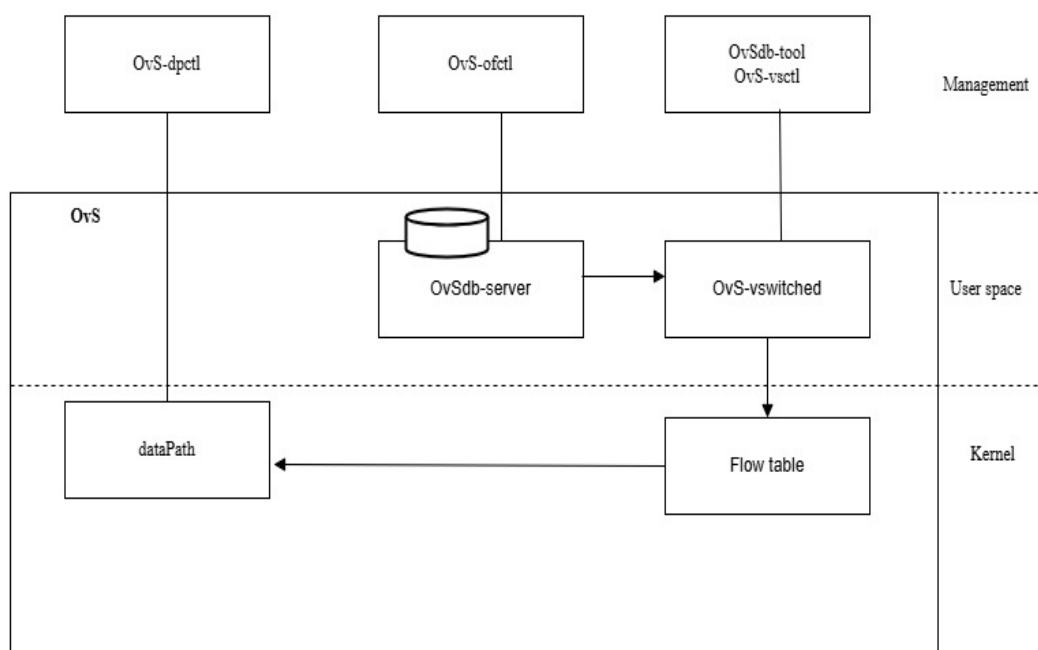 OvS-dpctl
OvS-ofctl
OvSdb-tool
OvS-vsctl
Management
OvS
OvSdb-server
OvS-vswitched
User space
dataPath
Flow table
Kernel